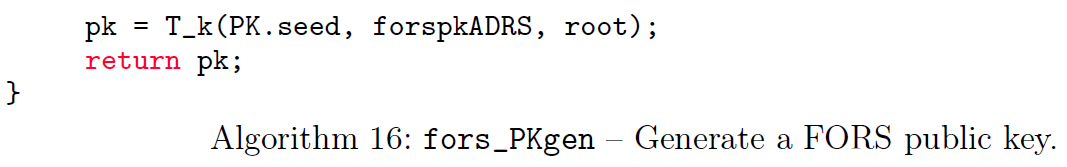 pk = T_k(PK.seed, forspkADRS, root);
return pk;
}
Algorithm 16: fors_PKgen – Generate a FORS public key.